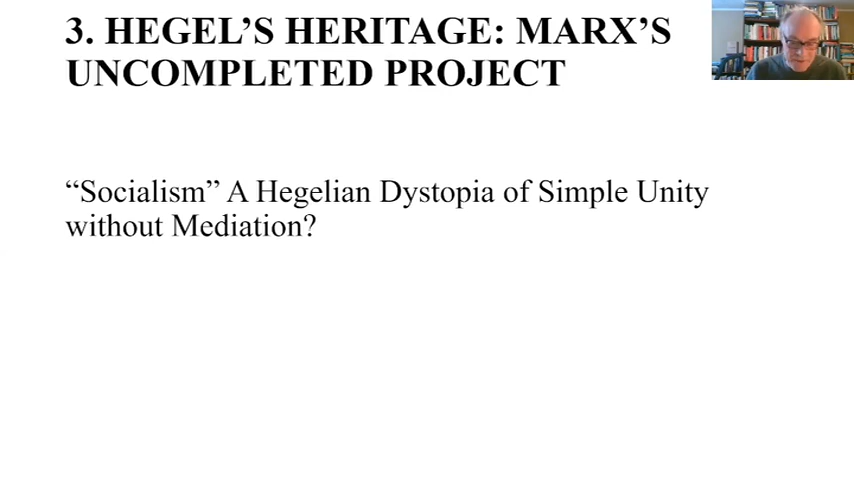 3. HEGEL’S HERITAGE: MARX’S
UNCOMPLETED PROJECT
“Socialism” A Hegelian Dystopia of Simple Unity
without Mediation?